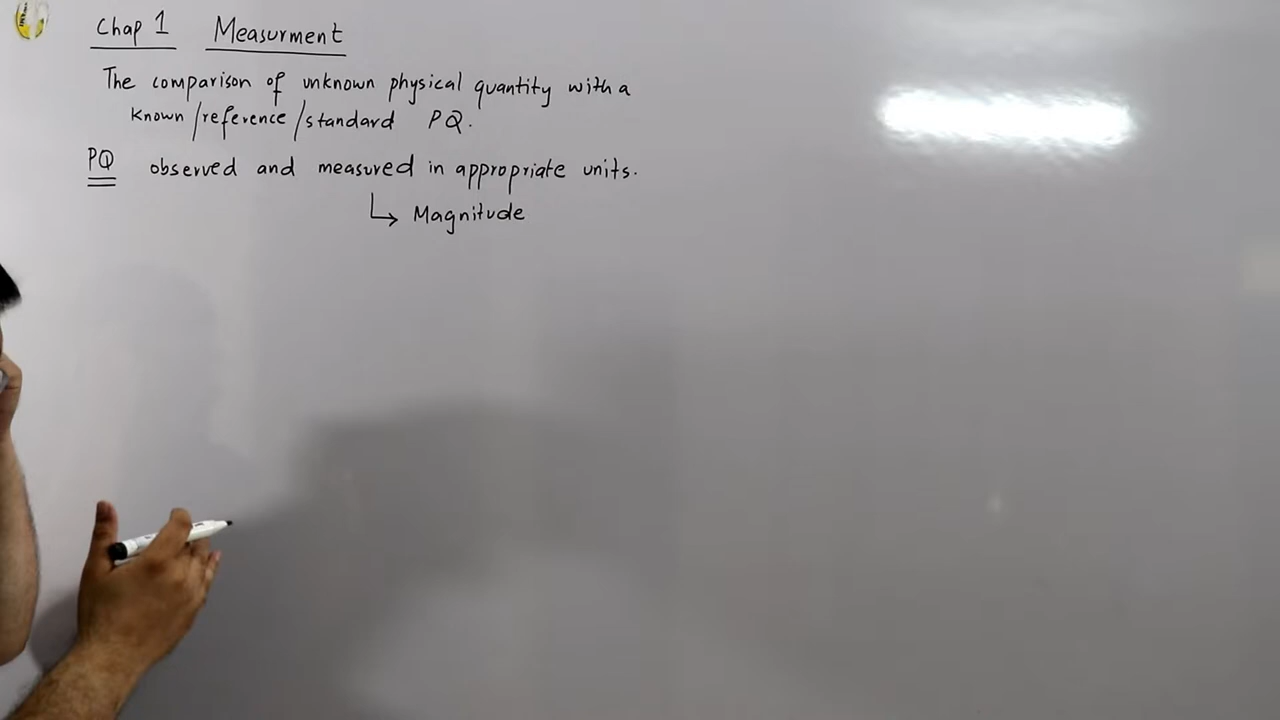 Chap 1 Measurment
The comparison of unknown physical quantity with a
known/reference/standard PQ.
PQ observed and measured in appropriate units.
↳ Magnitude